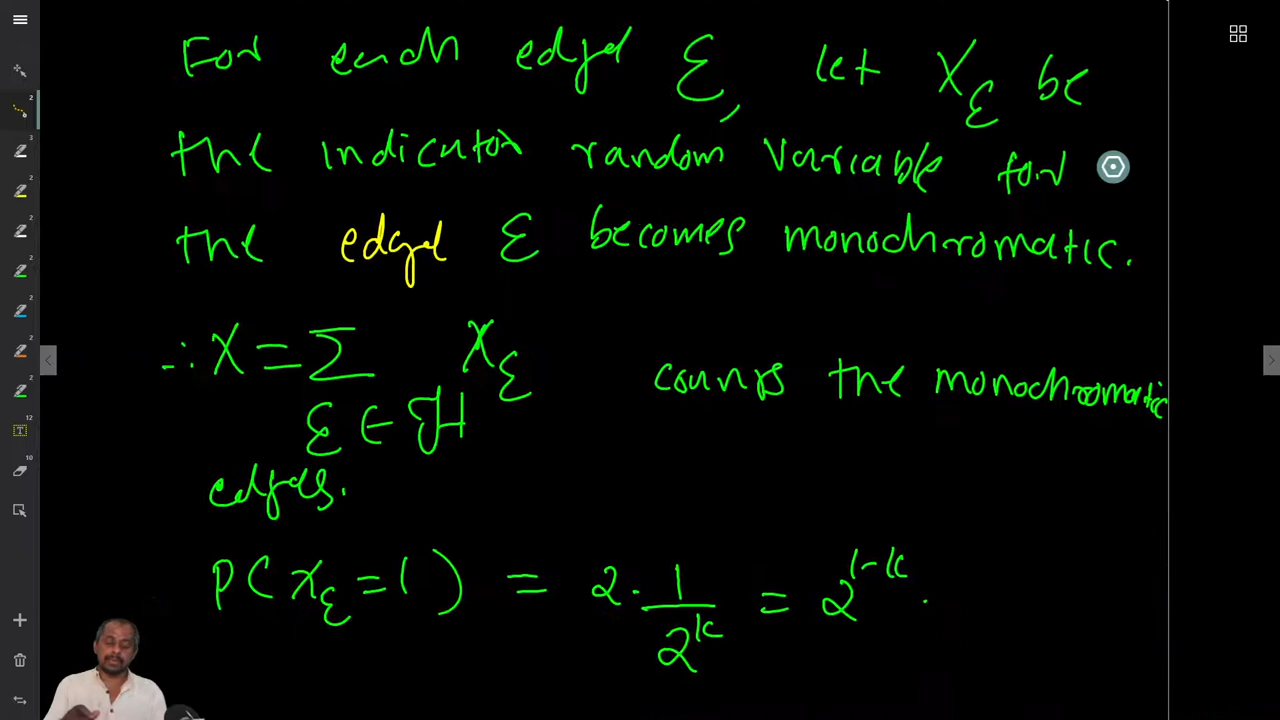 For each edge ℰ, let X_ℰ be
the indicator random variable for
the edge ℰ becomes monochromatic.
∴ X = Σ_{ℰ ∈ ℋ} X_ℰ counts the monochromatic
edges.
P(X_ℰ = 1) = 2 · 1/2^k = 2^{1-k}.